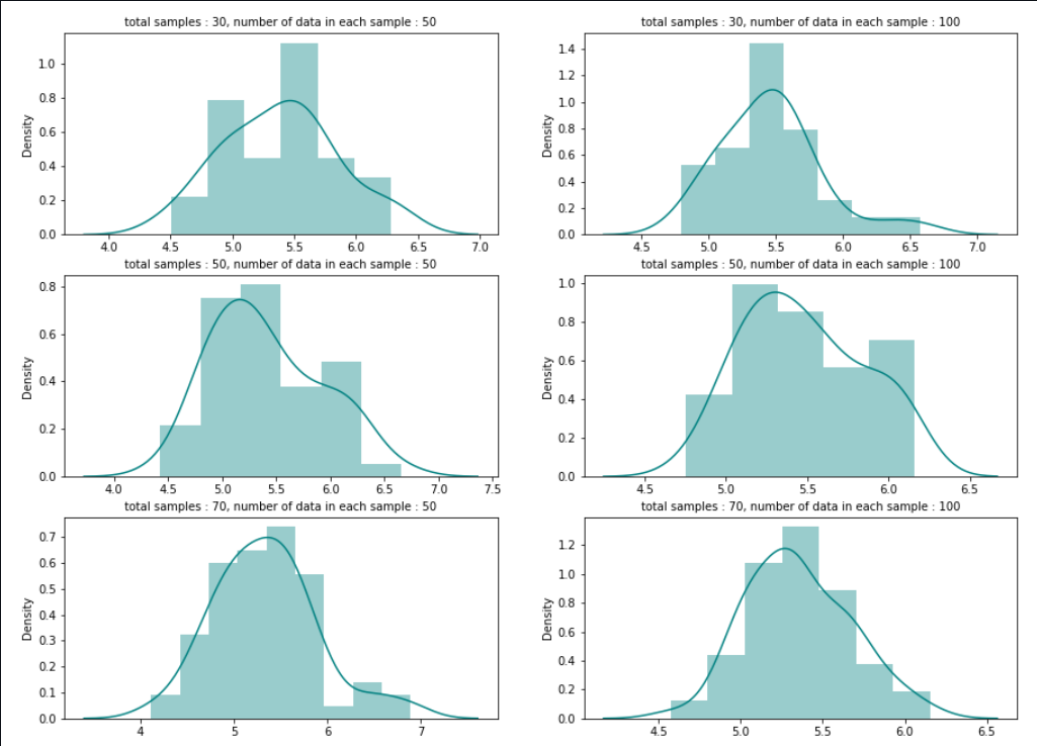 total samples : 30, number of data in each sample : 50
1.0
0.8
0.6
0.4
0.2
0.0
Density
4.0 4.5 5.0 5.5 6.0 6.5 7.0
total samples : 30, number of data in each sample : 100
1.4
1.2
1.0
0.8
0.6
0.4
0.2
0.0
Density
4.5 5.0 5.5 6.0 6.5 7.0
total samples : 50, number of data in each sample : 50
0.8
0.6
0.4
0.2
0.0
Density
4.0 4.5 5.0 5.5 6.0 6.5 7.0 7.5
total samples : 50, number of data in each sample : 100
1.0
0.8
0.6
0.4
0.2
0.0
Density
4.5 5.0 5.5 6.0 6.5
total samples : 70, number of data in each sample : 50
0.7
0.6
0.5
0.4
0.3
0.2
0.1
0.0
Density
4 5 6 7
total samples : 70, number of data in each sample : 100
1.2
1.0
0.8
0.6
0.4
0.2
0.0
Density
4.5 5.0 5.5 6.0 6.5